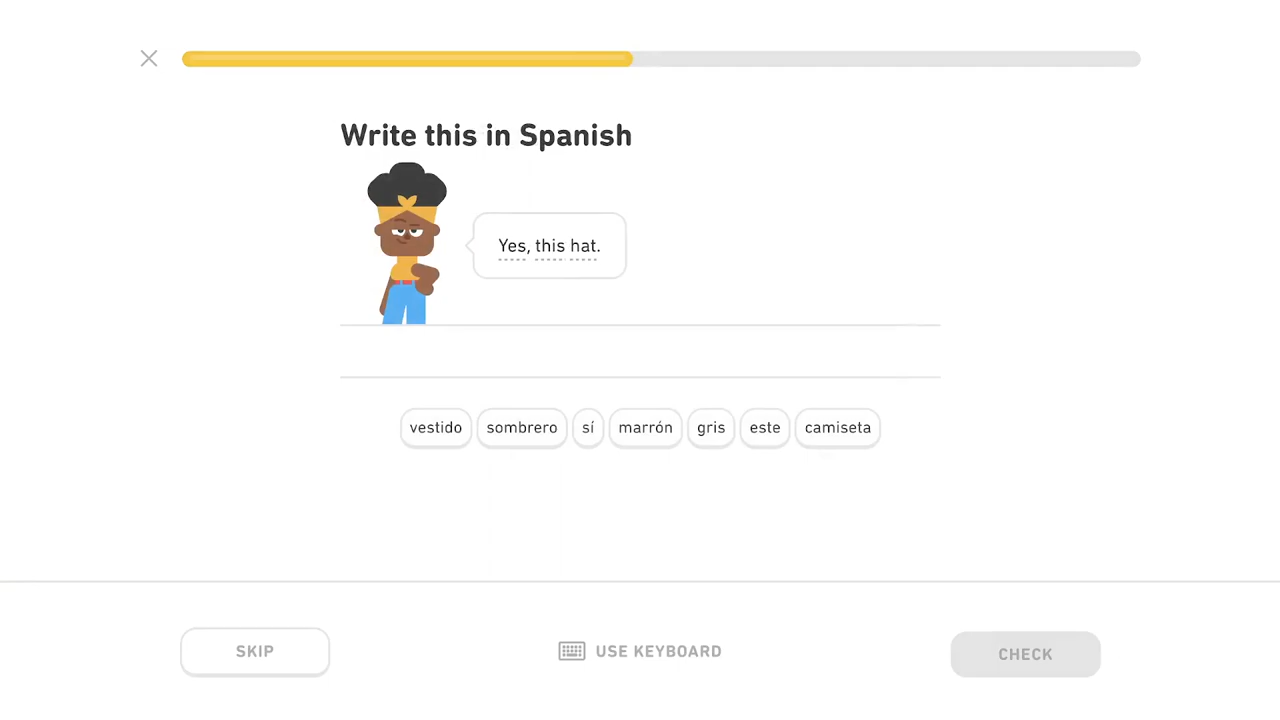 Write this in Spanish
Yes, this hat.
vestido sombrero sí marrón gris este camiseta
SKIP USE KEYBOARD CHECK